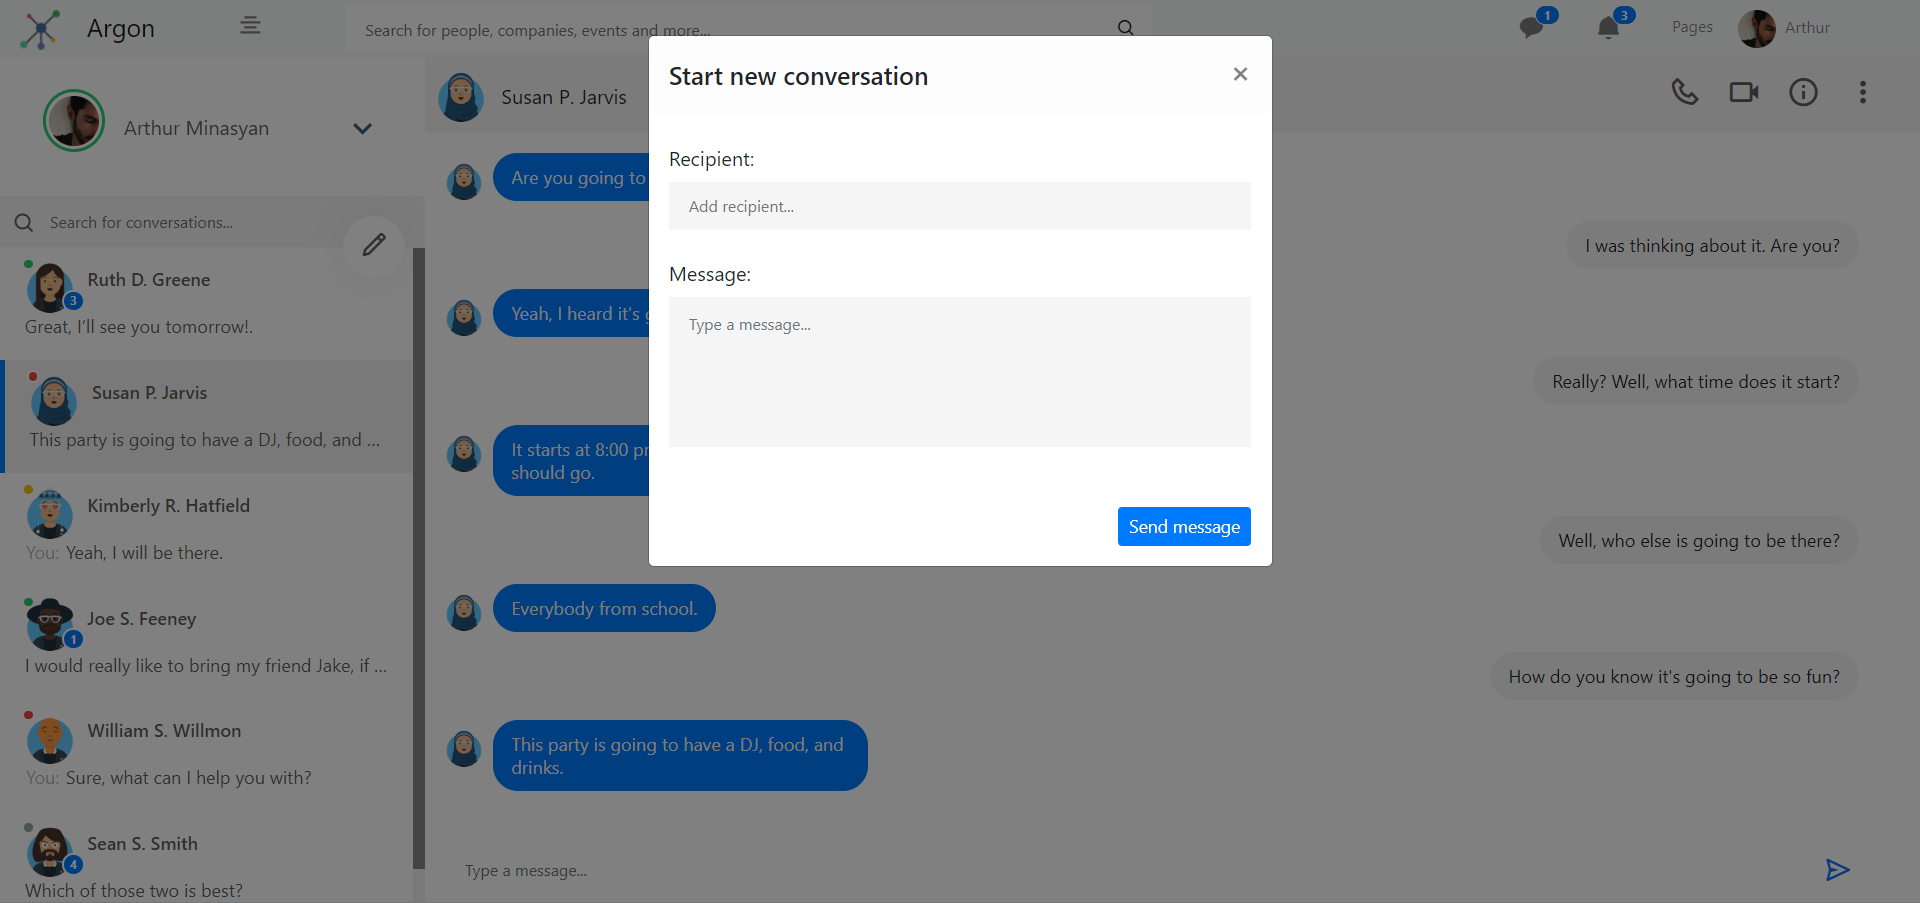 Argon
Search for people, companies, events and more...
1
3
Pages
Arthur
Arthur Minasyan
Search for conversations...
Ruth D. Greene
3
Great, I'll see you tomorrow!.
Susan P. Jarvis
This party is going to have a DJ, food, and ...
Kimberly R. Hatfield
You: Yeah, I will be there.
Joe S. Feeney
1
I would really like to bring my friend Jake, if ...
William S. Willmon
You: Sure, what can I help you with?
Sean S. Smith
4
Which of those two is best?
Susan P. Jarvis
Are you going to
I was thinking about it. Are you?
Yeah, I heard it's
Really? Well, what time does it start?
It starts at 8:00
should go.
Well, who else is going to be there?
Everybody from school.
How do you know it's going to be so fun?
This party is going to have a DJ, food, and
drinks.
Type a message...
Start new conversation
×
Recipient:
Add recipient...
Message:
Type a message...
Send message